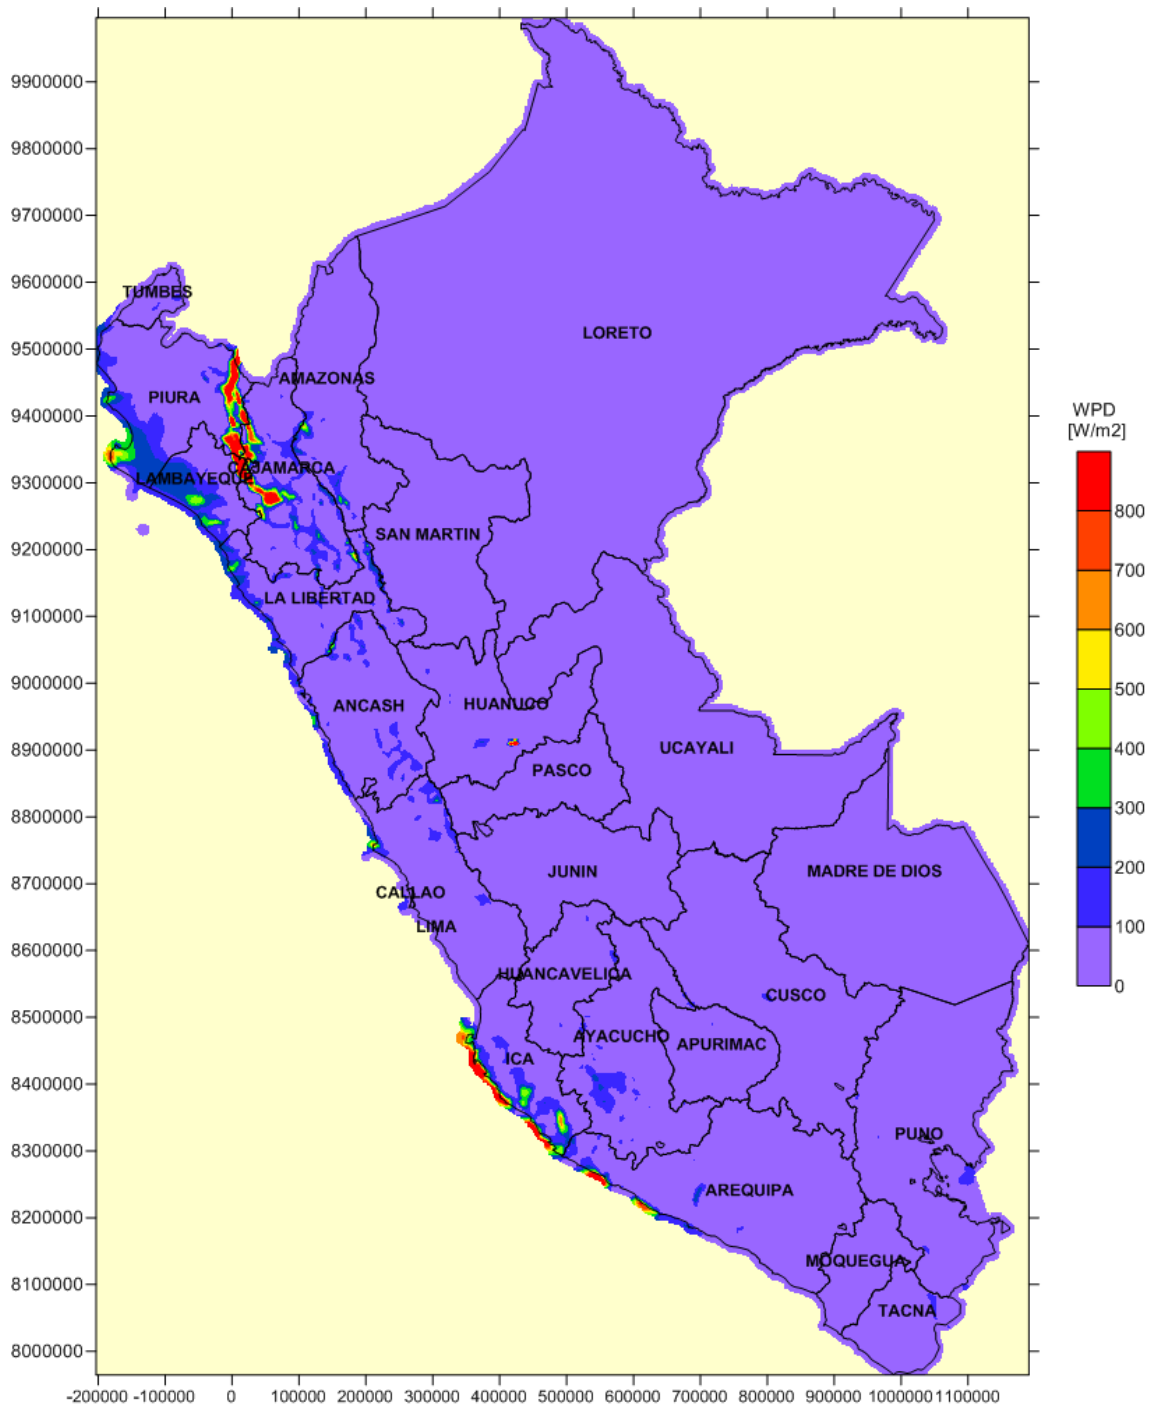 9900000
9800000
9700000
9600000
TUMBES
LORETO
9500000
AMAZONAS
PIURA
9400000
CAJAMARCA
LAMBAYEQUE
9300000
SAN MARTIN
9200000
LA LIBERTAD
9100000
9000000
ANCASH
HUANUCO
8900000
UCAYALI
PASCO
8800000
JUNIN
MADRE DE DIOS
8700000
CALLAO
LIMA
8600000
HUANCAVELICA
CUSCO
8500000
AYACUCHO
APURIMAC
ICA
8400000
PUNO
8300000
AREQUIPA
8200000
MOQUEGUA
8100000
TACNA
8000000
-200000 -100000 0 100000 200000 300000 400000 500000 600000 700000 800000 900000 1000000 1100000
WPD
[W/m2]
800
700
600
500
400
300
200
100
0